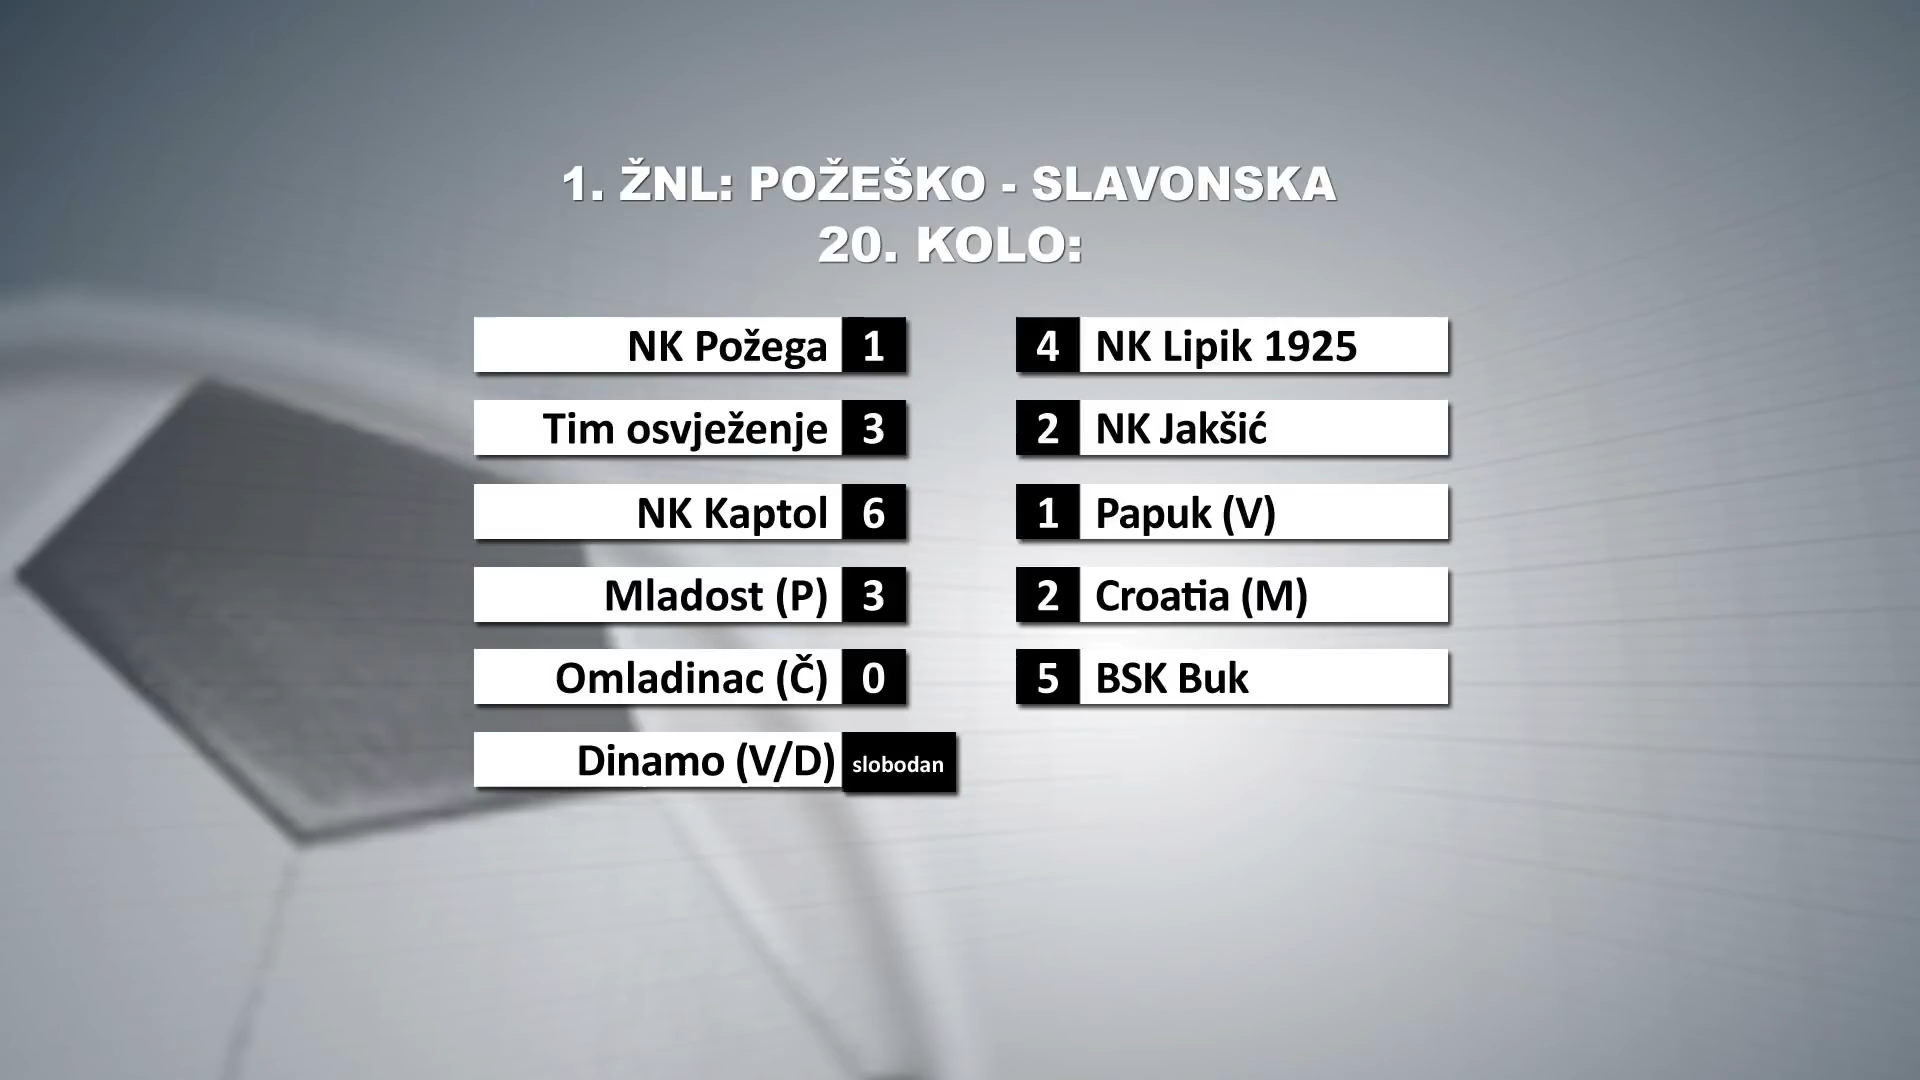 1. ŽNL: POŽEŠKO - SLAVONSKA
20. KOLO:
NK Požega 1 4 NK Lipik 1925
Tim osvježenje 3 2 NK Jakšić
NK Kaptol 6 1 Papuk (V)
Mladost (P) 3 2 Croatia (M)
Omladinac (Č) 0 5 BSK Buk
Dinamo (V/D) slobodan